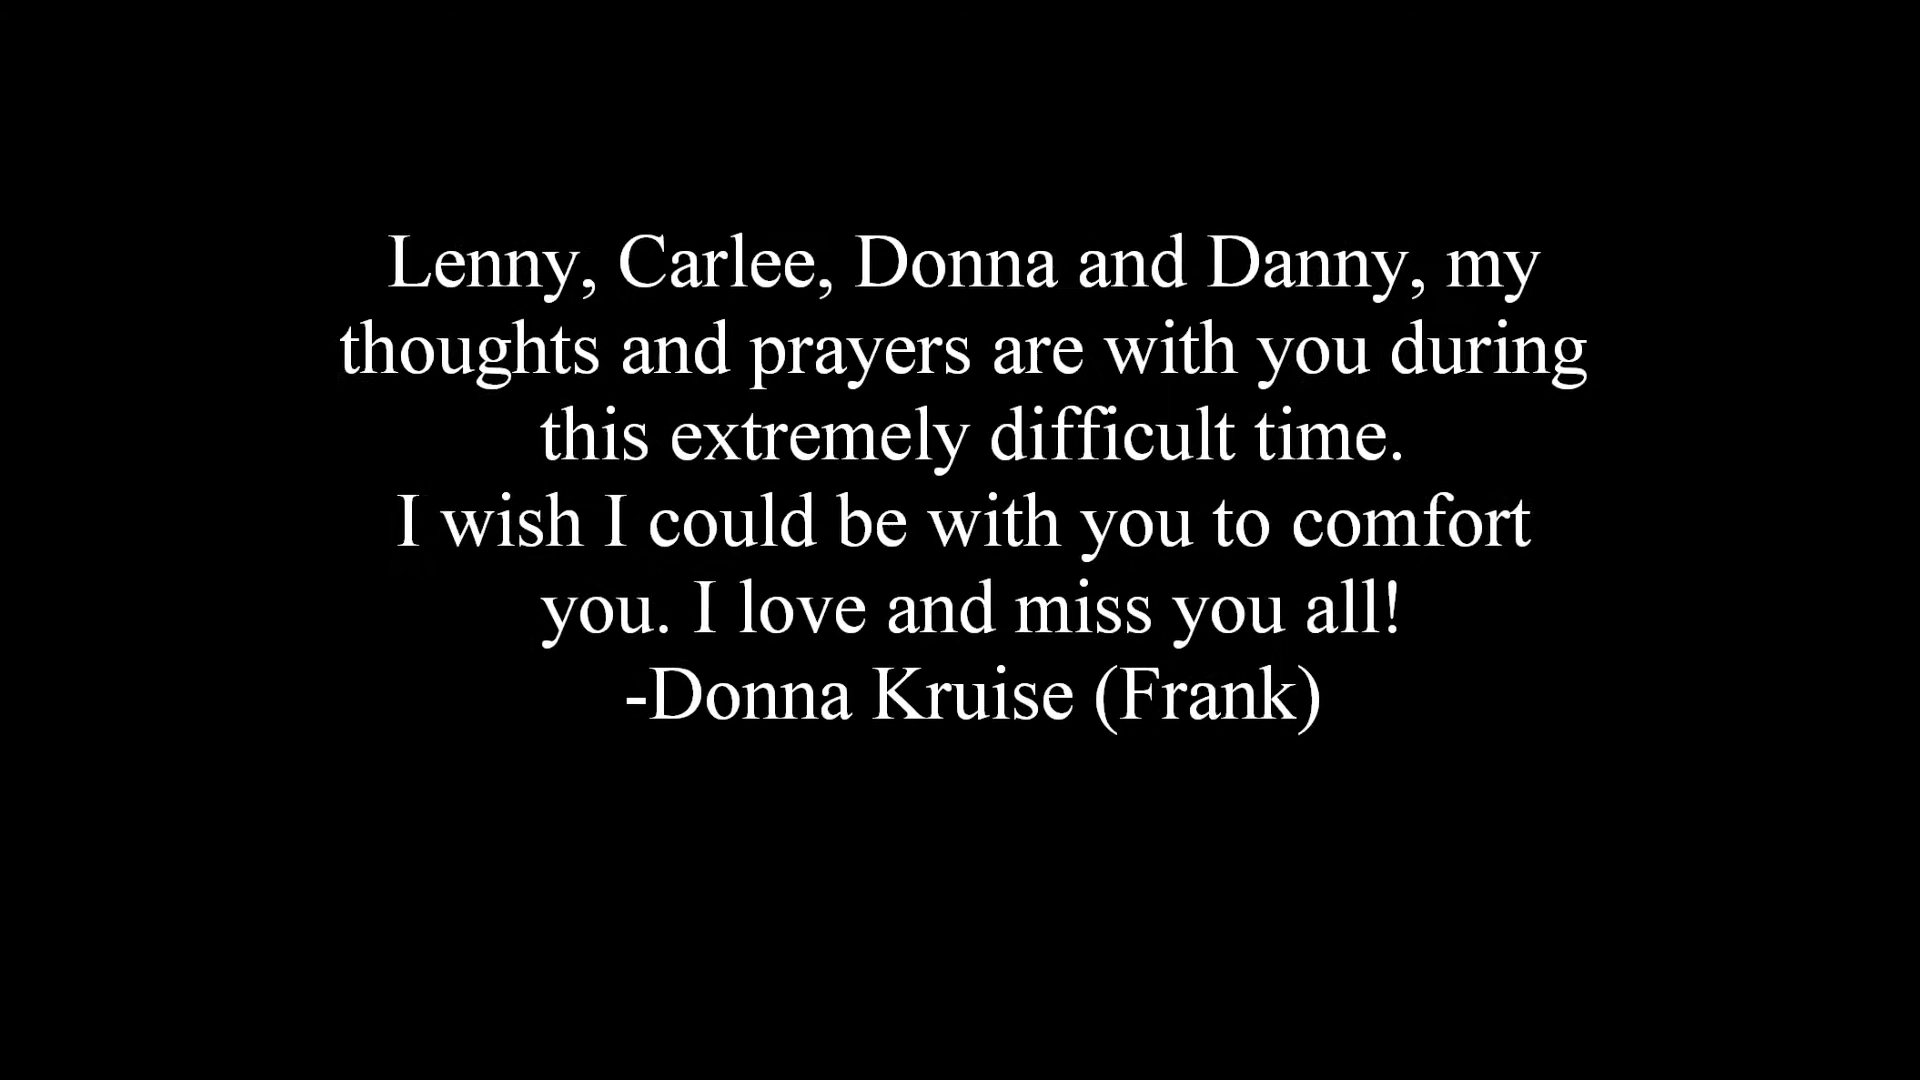 Lenny, Carlee, Donna and Danny, my
thoughts and prayers are with you during
this extremely difficult time.
I wish I could be with you to comfort
you. I love and miss you all!
-Donna Kruise (Frank)